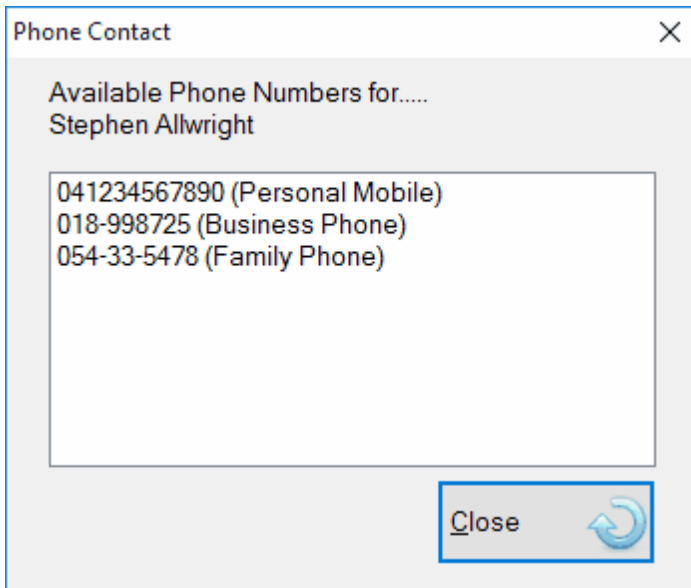 Phone Contact
Available Phone Numbers for.....
Stephen Allwright
041234567890 (Personal Mobile)
018-998725 (Business Phone)
054-33-5478 (Family Phone)
Close